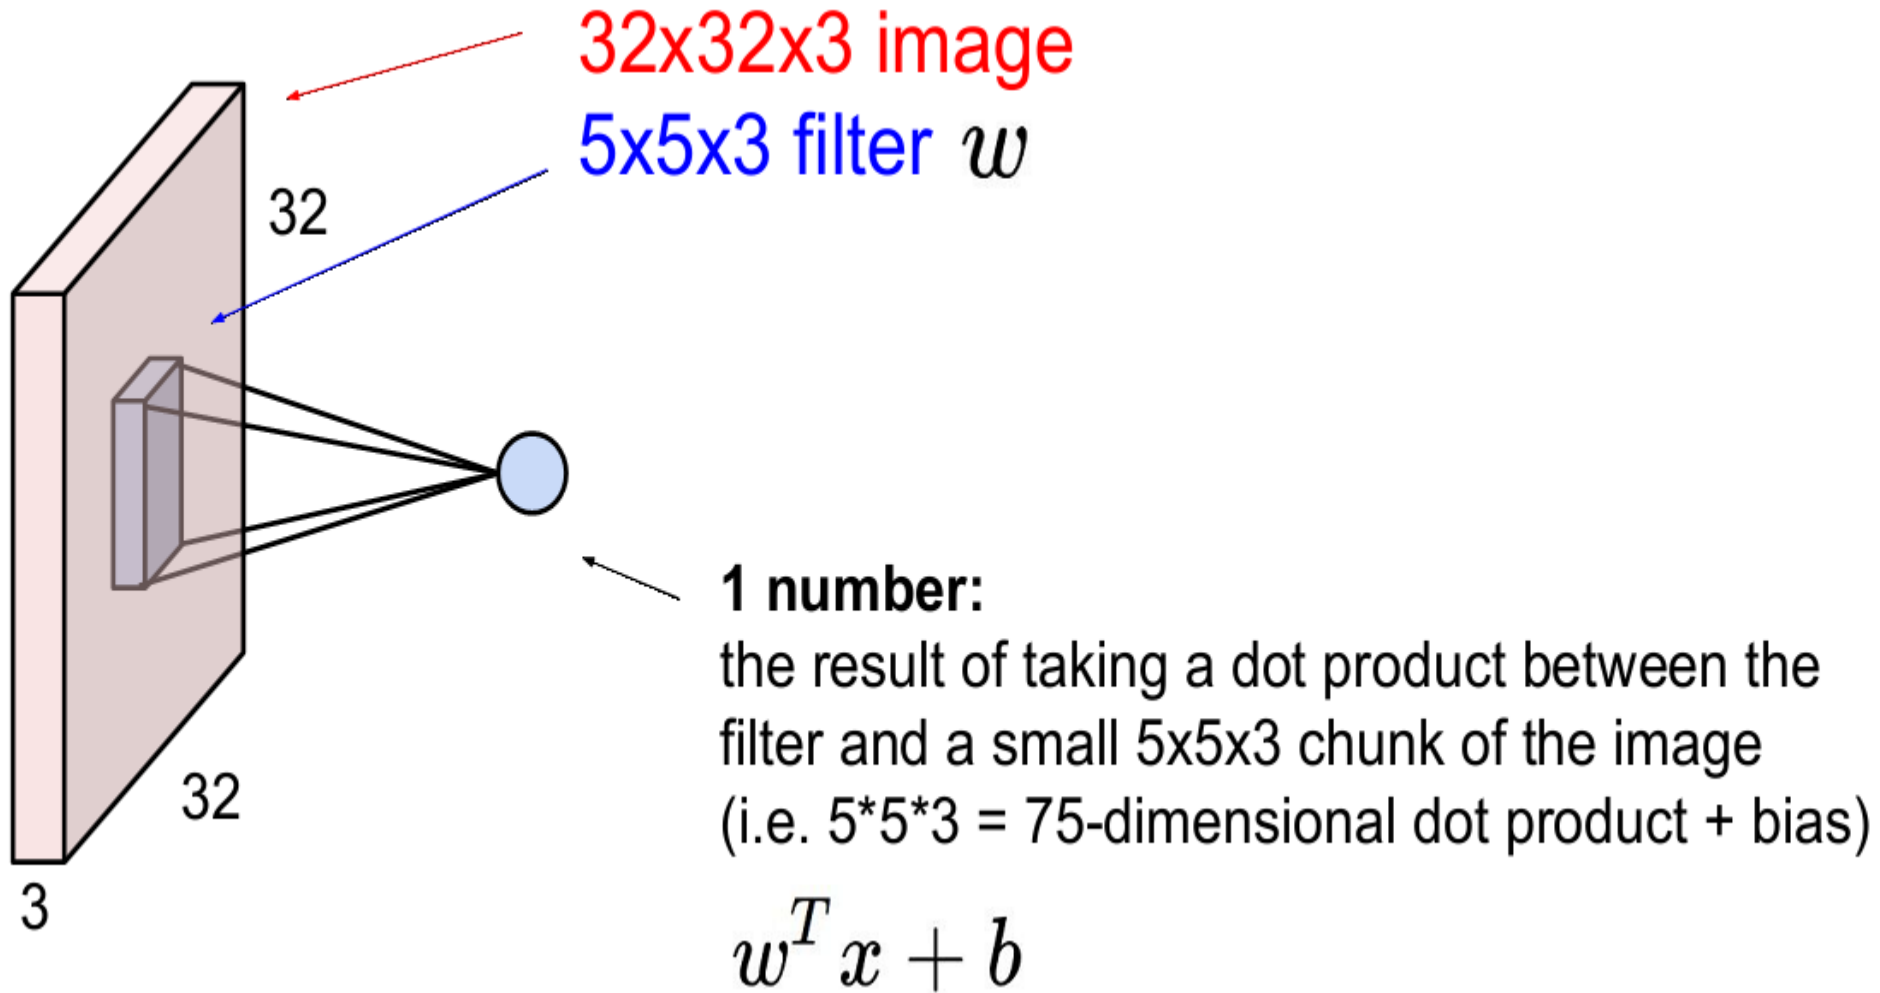 32x32x3 image
5x5x3 filter w
32
1 number:
the result of taking a dot product between the
filter and a small 5x5x3 chunk of the image
(i.e. 5*5*3 = 75-dimensional dot product + bias)
32
3
w^T x + b